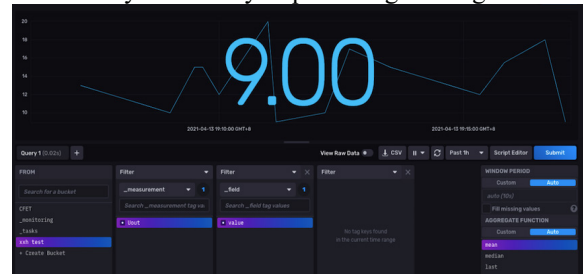 20
18
16
14
12
10
9.00
2021-04-13 19:10:00 GMT+8
2021-04-13 19:15:00 GMT+8
Query 1 (0.02s) +
View Raw Data
CSV
Past 1h
Script Editor
Submit
FROM
Search for a bucket
CFET
_monitoring
_tasks
xxh test
+ Create Bucket
Filter
_measurement
1
Search _measurement tag va
Uout
Filter
_field
1
Search _field tag values
value
Filter
No tag keys found
in the current time range
WINDOW PERIOD
Custom
Auto
auto (10s)
Fill missing values
AGGREGATE FUNCTION
Custom
Auto
mean
median
last